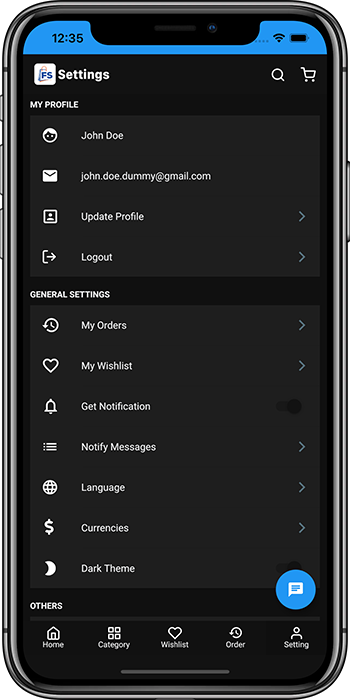 12:35
FS Settings
MY PROFILE
John Doe
john.doe.dummy@gmail.com
Update Profile
Logout
GENERAL SETTINGS
My Orders
My Wishlist
Get Notification
Notify Messages
Language
$ Currencies
Dark Theme
OTHERS
Home Category Wishlist Order Setting